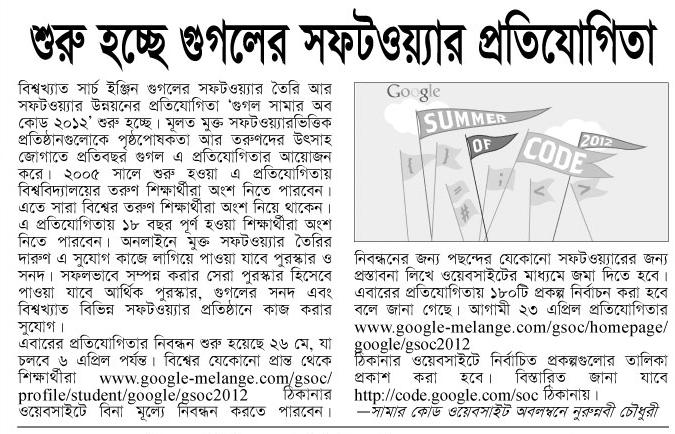 শুরু হচ্ছে গুগলের সফটওয়্যার প্রতিযোগিতা
বিশ্বখ্যাত সার্চ ইঞ্জিন গুগলের সফটওয়্যার তৈরি আর
সফটওয়্যার উন্নয়নের প্রতিযোগিতা ‘গুগল সামার অব
কোড ২০১২’ শুরু হচ্ছে। মূলত মুক্ত সফটওয়্যারভিত্তিক
প্রতিষ্ঠানগুলোকে পৃষ্ঠপোষকতা আর তরুণদের উৎসাহ
জোগাতে প্রতিবছর গুগল এ প্রতিযোগিতার আয়োজন
করে। ২০০৫ সালে শুরু হওয়া এ প্রতিযোগিতায়
বিশ্ববিদ্যালয়ের তরুণ শিক্ষার্থীরা অংশ নিতে পারবেন।
এতে সারা বিশ্বের তরুণ শিক্ষার্থীরা অংশ নিয়ে থাকেন।
এ প্রতিযোগিতায় ১৮ বছর পূর্ণ হওয়া শিক্ষার্থীরা অংশ
নিতে পারবেন। অনলাইনে মুক্ত সফটওয়্যার তৈরির
দারুণ এ সুযোগ কাজে লাগিয়ে পাওয়া যাবে পুরস্কার ও
সনদ। সফলভাবে সম্পন্ন করার সেরা পুরস্কার হিসেবে
পাওয়া যাবে আর্থিক পুরস্কার, গুগলের সনদ এবং
বিশ্বখ্যাত বিভিন্ন সফটওয়্যার প্রতিষ্ঠানে কাজ করার
সুযোগ।
এবারের প্রতিযোগিতার নিবন্ধন শুরু হয়েছে ২৬ মে, যা
চলবে ৬ এপ্রিল পর্যন্ত। বিশ্বের যেকোনো প্রান্ত থেকে
শিক্ষার্থীরা www.google-melange.com/gsoc/
profile/student/google/gsoc2012 ঠিকানার
ওয়েবসাইটে বিনা মূল্যে নিবন্ধন করতে পারবেন।
Google
SUMMER
OF
CODE
2012
{ } = # ; < >
নিবন্ধনের জন্য পছন্দের যেকোনো সফটওয়্যারের জন্য
প্রস্তাবনা লিখে ওয়েবসাইটের মাধ্যমে জমা দিতে হবে।
এবারের প্রতিযোগিতায় ১৮০টি প্রকল্প নির্বাচন করা হবে
বলে জানা গেছে। আগামী ২৩ এপ্রিল প্রতিযোগিতার
www.google-melange.com/gsoc/homepage/
google/gsoc2012
ঠিকানার ওয়েবসাইটে নির্বাচিত প্রকল্পগুলোর তালিকা
প্রকাশ করা হবে। বিস্তারিত জানা যাবে
http://code.google.com/soc ঠিকানায়।
—সামার কোড ওয়েবসাইট অবলম্বনে নুরুন্নবী চৌধুরী